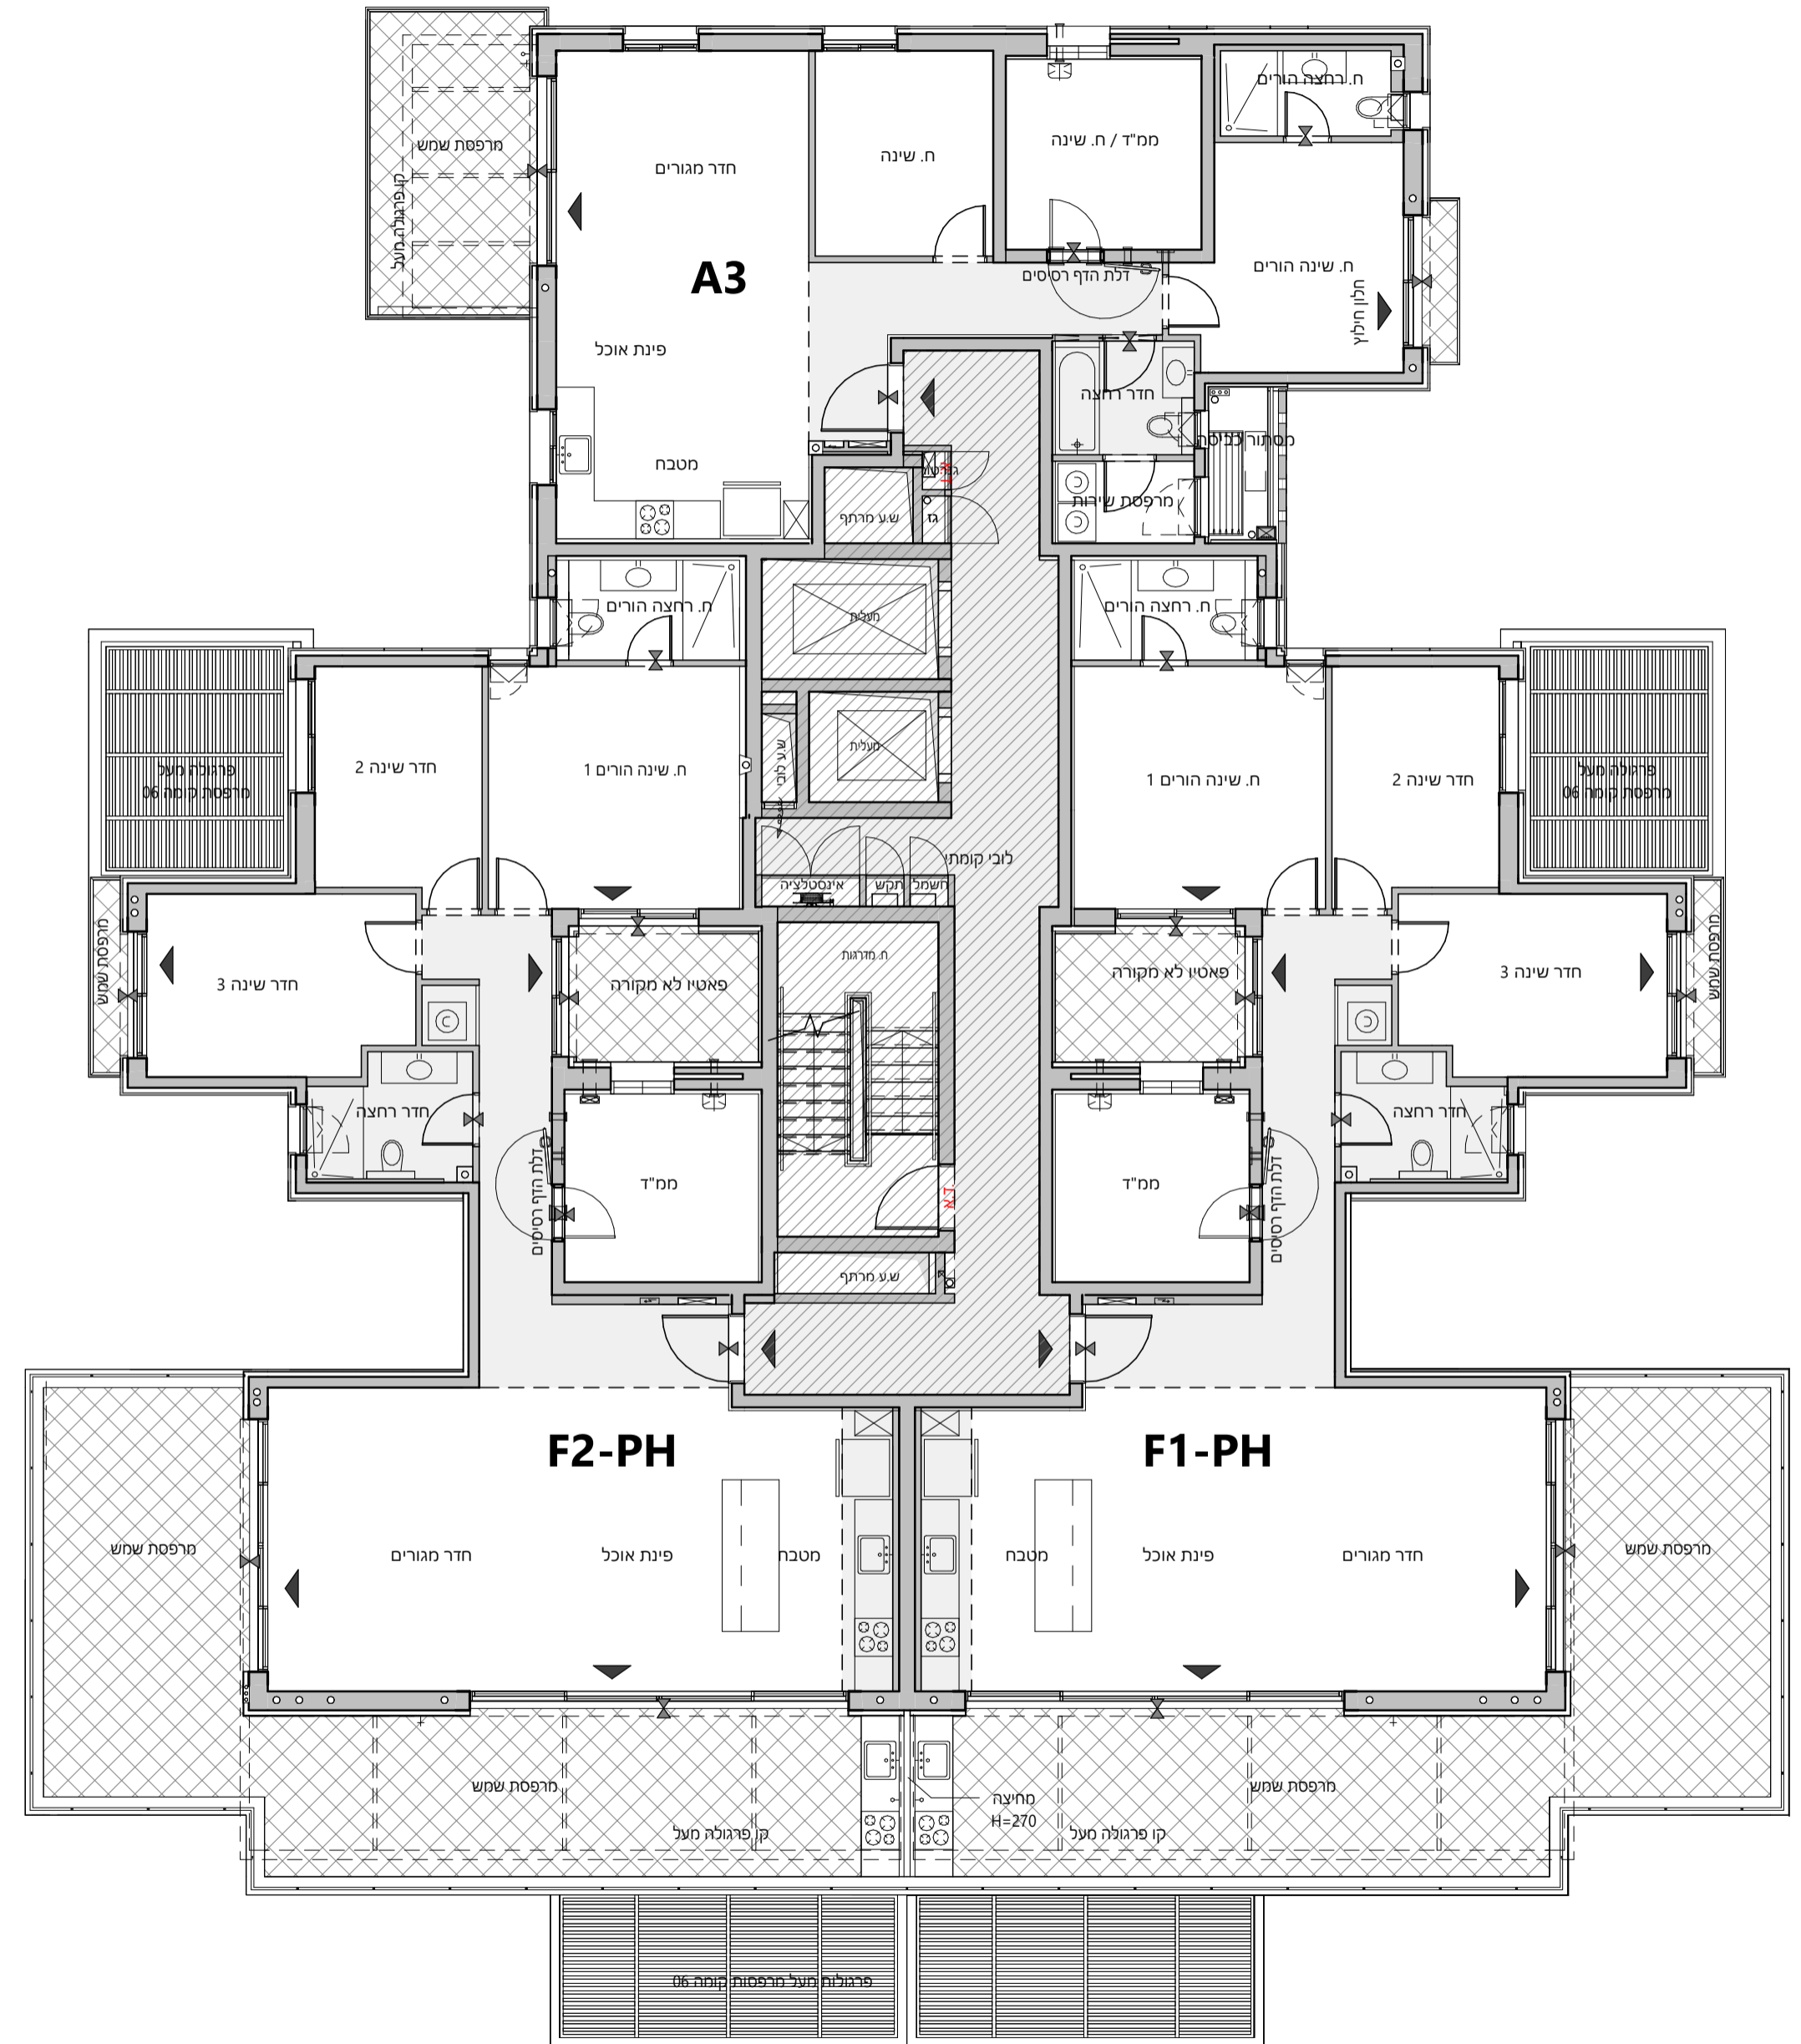 ח. רחצה הורים
מרפסת שמש
קו פרגולה מעל
חדר מגורים
ח. שינה
ממ"ד / ח. שינה
ח. שינה הורים
חלון חילוץ
דלת הדף רסיסים
A3
פינת אוכל
מטבח
חדר רחצה
מסתור כביסה
מרפסת שירות
ש.ע מרתף
גז
ח. רחצה הורים
מעלית
ח. רחצה הורים
פרגולה מעל
מרפסת קומה 06
חדר שינה 2
ח. שינה הורים 1
ש.ע לובי
מעלית
ח. שינה הורים 1
חדר שינה 2
פרגולה מעל
מרפסת קומה 06
לובי קומתי
אינסטלציה
תקש
חשמל
מרפסת שמש
חדר שינה 3
פאטיו לא מקורה
ח. מדרגות
פאטיו לא מקורה
חדר שינה 3
מרפסת שמש
חדר רחצה
חדר רחצה
דלת הדף רסיסים
ממ"ד
ד.א
ממ"ד
דלת הדף רסיסים
ש.ע מרתף
F2-PH
F1-PH
מרפסת שמש
חדר מגורים
פינת אוכל
מטבח
מטבח
פינת אוכל
חדר מגורים
מרפסת שמש
מרפסת שמש
מחיצה
H=270
מרפסת שמש
קו פרגולה מעל
קו פרגולה מעל
פרגולות מעל מרפסות קומה 06